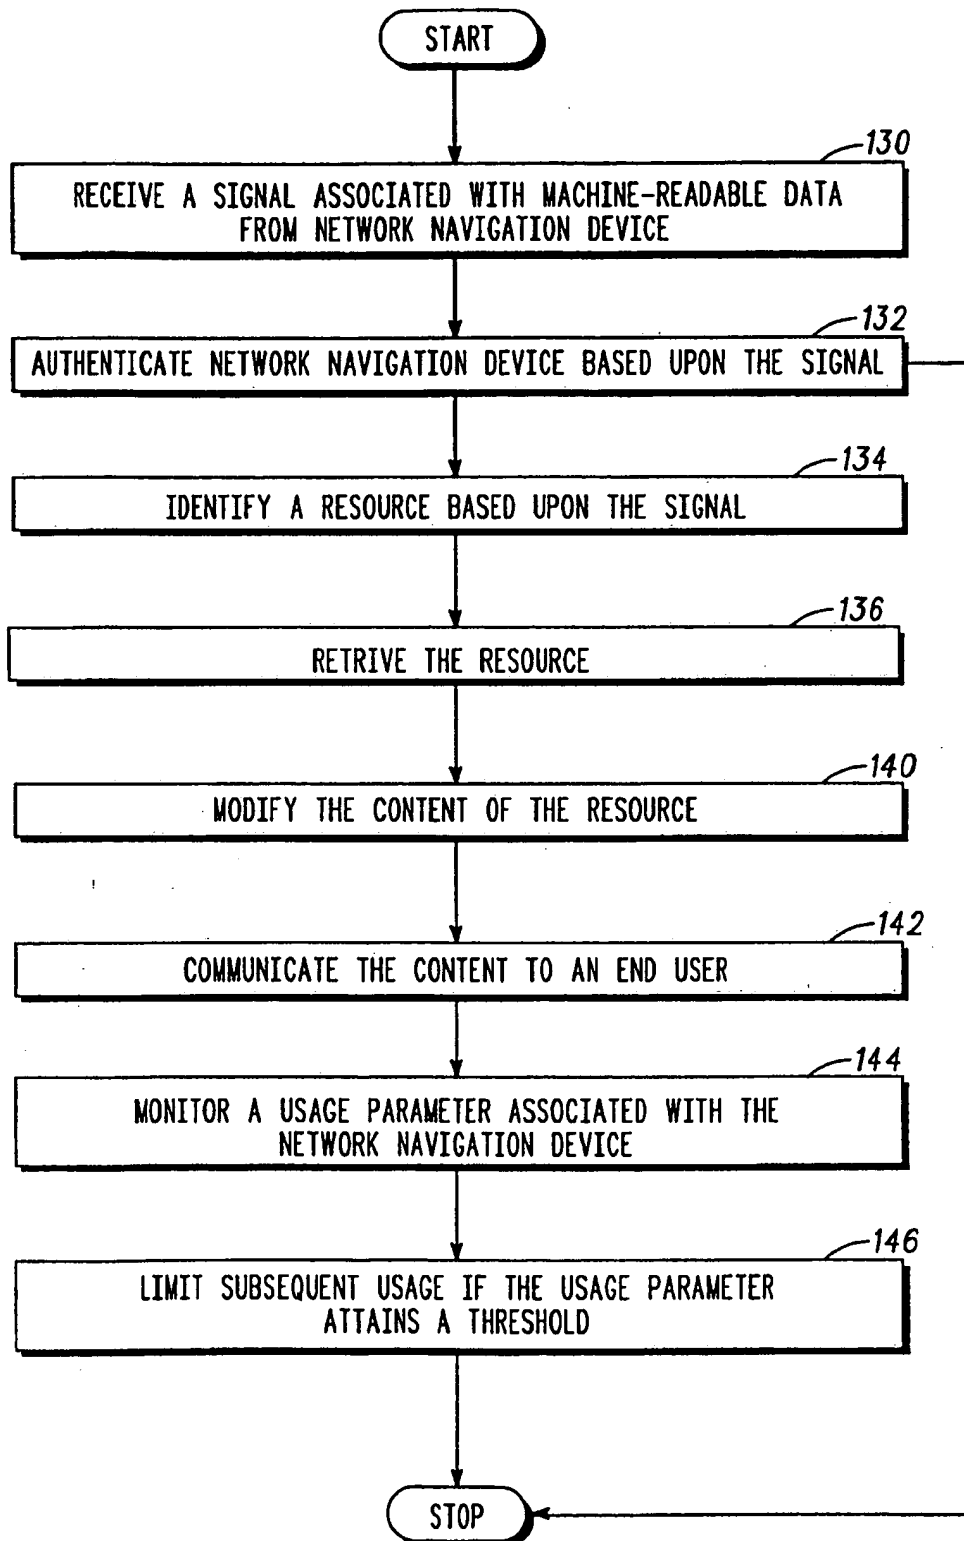 START
130
RECEIVE A SIGNAL ASSOCIATED WITH MACHINE-READABLE DATA
FROM NETWORK NAVIGATION DEVICE
132
AUTHENTICATE NETWORK NAVIGATION DEVICE BASED UPON THE SIGNAL
134
IDENTIFY A RESOURCE BASED UPON THE SIGNAL
136
RETRIVE THE RESOURCE
140
MODIFY THE CONTENT OF THE RESOURCE
142
COMMUNICATE THE CONTENT TO AN END USER
144
MONITOR A USAGE PARAMETER ASSOCIATED WITH THE
NETWORK NAVIGATION DEVICE
146
LIMIT SUBSEQUENT USAGE IF THE USAGE PARAMETER
ATTAINS A THRESHOLD
STOP